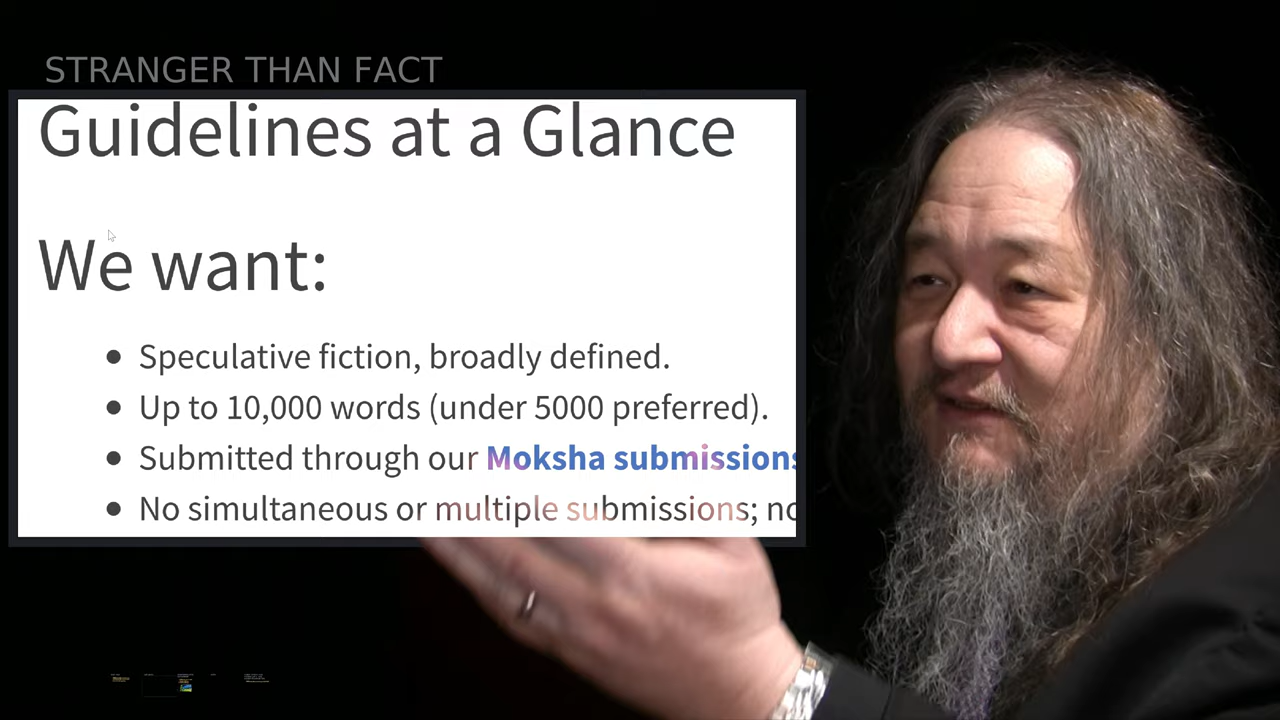 STRANGER THAN FACT
Guidelines at a Glance
We want:
• Speculative fiction, broadly defined.
• Up to 10,000 words (under 5000 preferred).
• Submitted through our Moksha submissions
• No simultaneous or multiple submissions; no